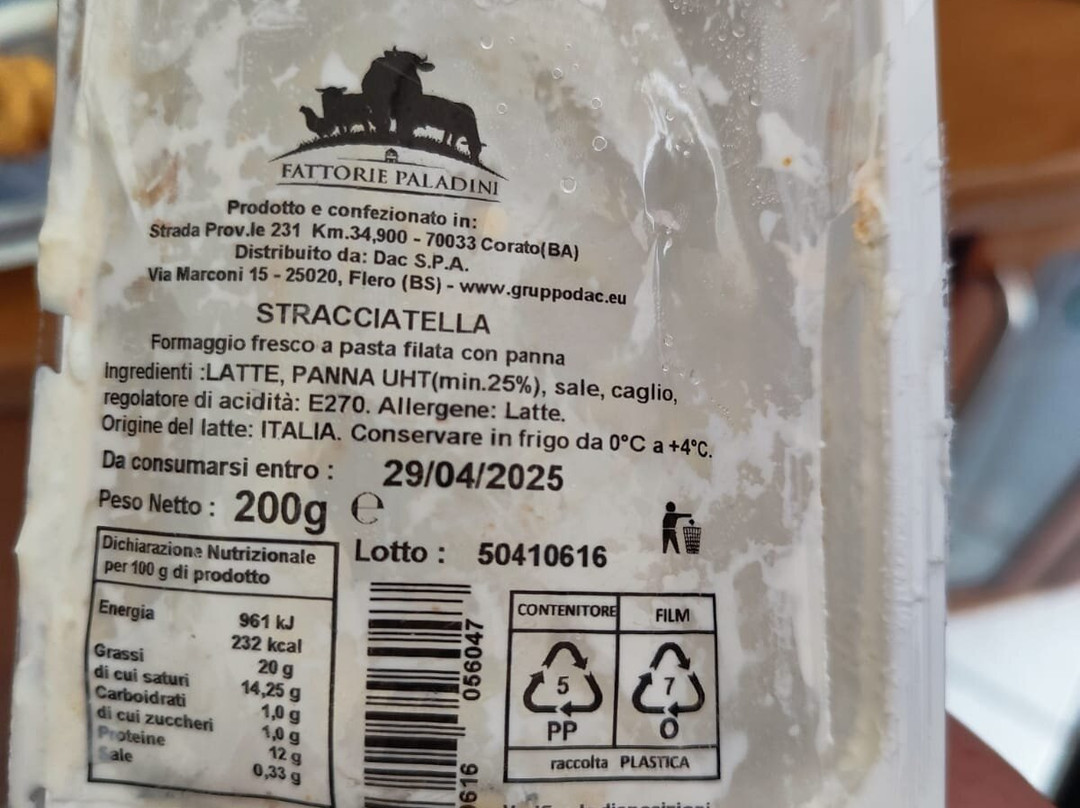 FATTORIE PALADINI
Prodotto e confezionato in:
Strada Prov.le 231 Km.34,900 - 70033 Corato(BA)
Distribuito da: Dac S.P.A.
Via Marconi 15 - 25020, Flero (BS) - www.gruppodac.eu
STRACCIATELLA
Formaggio fresco a pasta filata con panna
Ingredienti :LATTE, PANNA UHT(min.25%), sale, caglio,
regolatore di acidità: E270. Allergene: Latte.
Origine del latte: ITALIA. Conservare in frigo da 0°C a +4°C.
Da consumarsi entro : 29/04/2025
Peso Netto : 200g e
Lotto : 50410616
Dichiarazione Nutrizionale
per 100 g di prodotto
Energia 961 kJ
232 kcal
Grassi 20 g
di cui saturi 14,25 g
Carboidrati 1,0 g
di cui zuccheri 1,0 g
Proteine 12 g
Sale 0,33 g
056047
CONTENITORE FILM
5 7
PP O
raccolta PLASTICA